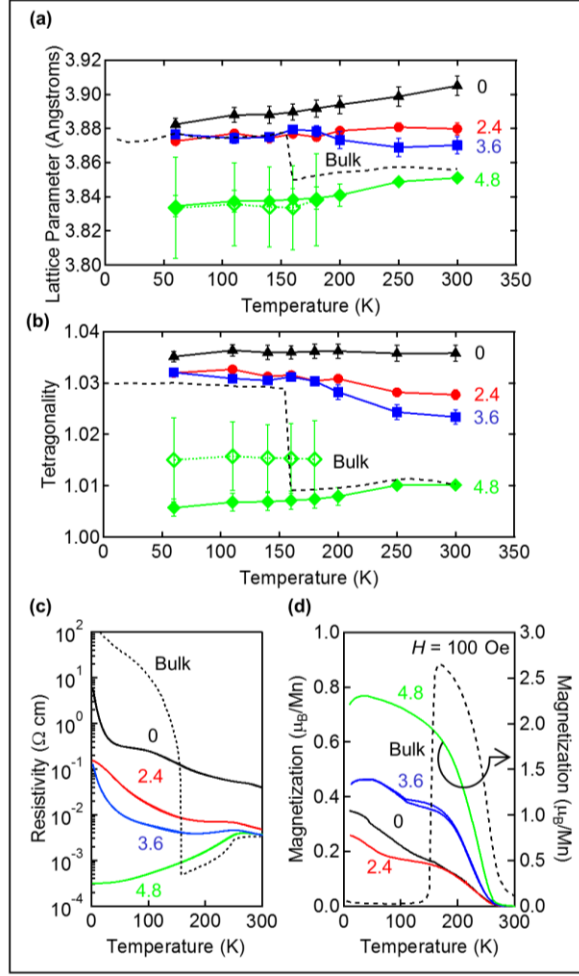 (a)
3.92
3.90
3.88
3.86
3.84
3.82
3.80
Lattice Parameter (Angstroms)
0
2.4
3.6
Bulk
4.8
0 50 100 150 200 250 300 350
Temperature (K)
(b)
1.04
1.03
1.02
1.01
1.00
Tetragonality
0
2.4
3.6
Bulk
4.8
0 50 100 150 200 250 300 350
Temperature (K)
(c)
10²
10¹
10⁰
10⁻¹
10⁻²
10⁻³
10⁻⁴
Resistivity (Ω cm)
Bulk
0
2.4
3.6
4.8
0 100 200 300
Temperature (K)
(d)
1.0
0.8
0.6
0.4
0.2
0.0
Magnetization (μB/Mn)
H = 100 Oe
4.8
Bulk
3.6
0
2.4
3.0
2.5
2.0
1.5
1.0
0.5
0.0
Magnetization (μB/Mn)
0 100 200 300
Temperature (K)